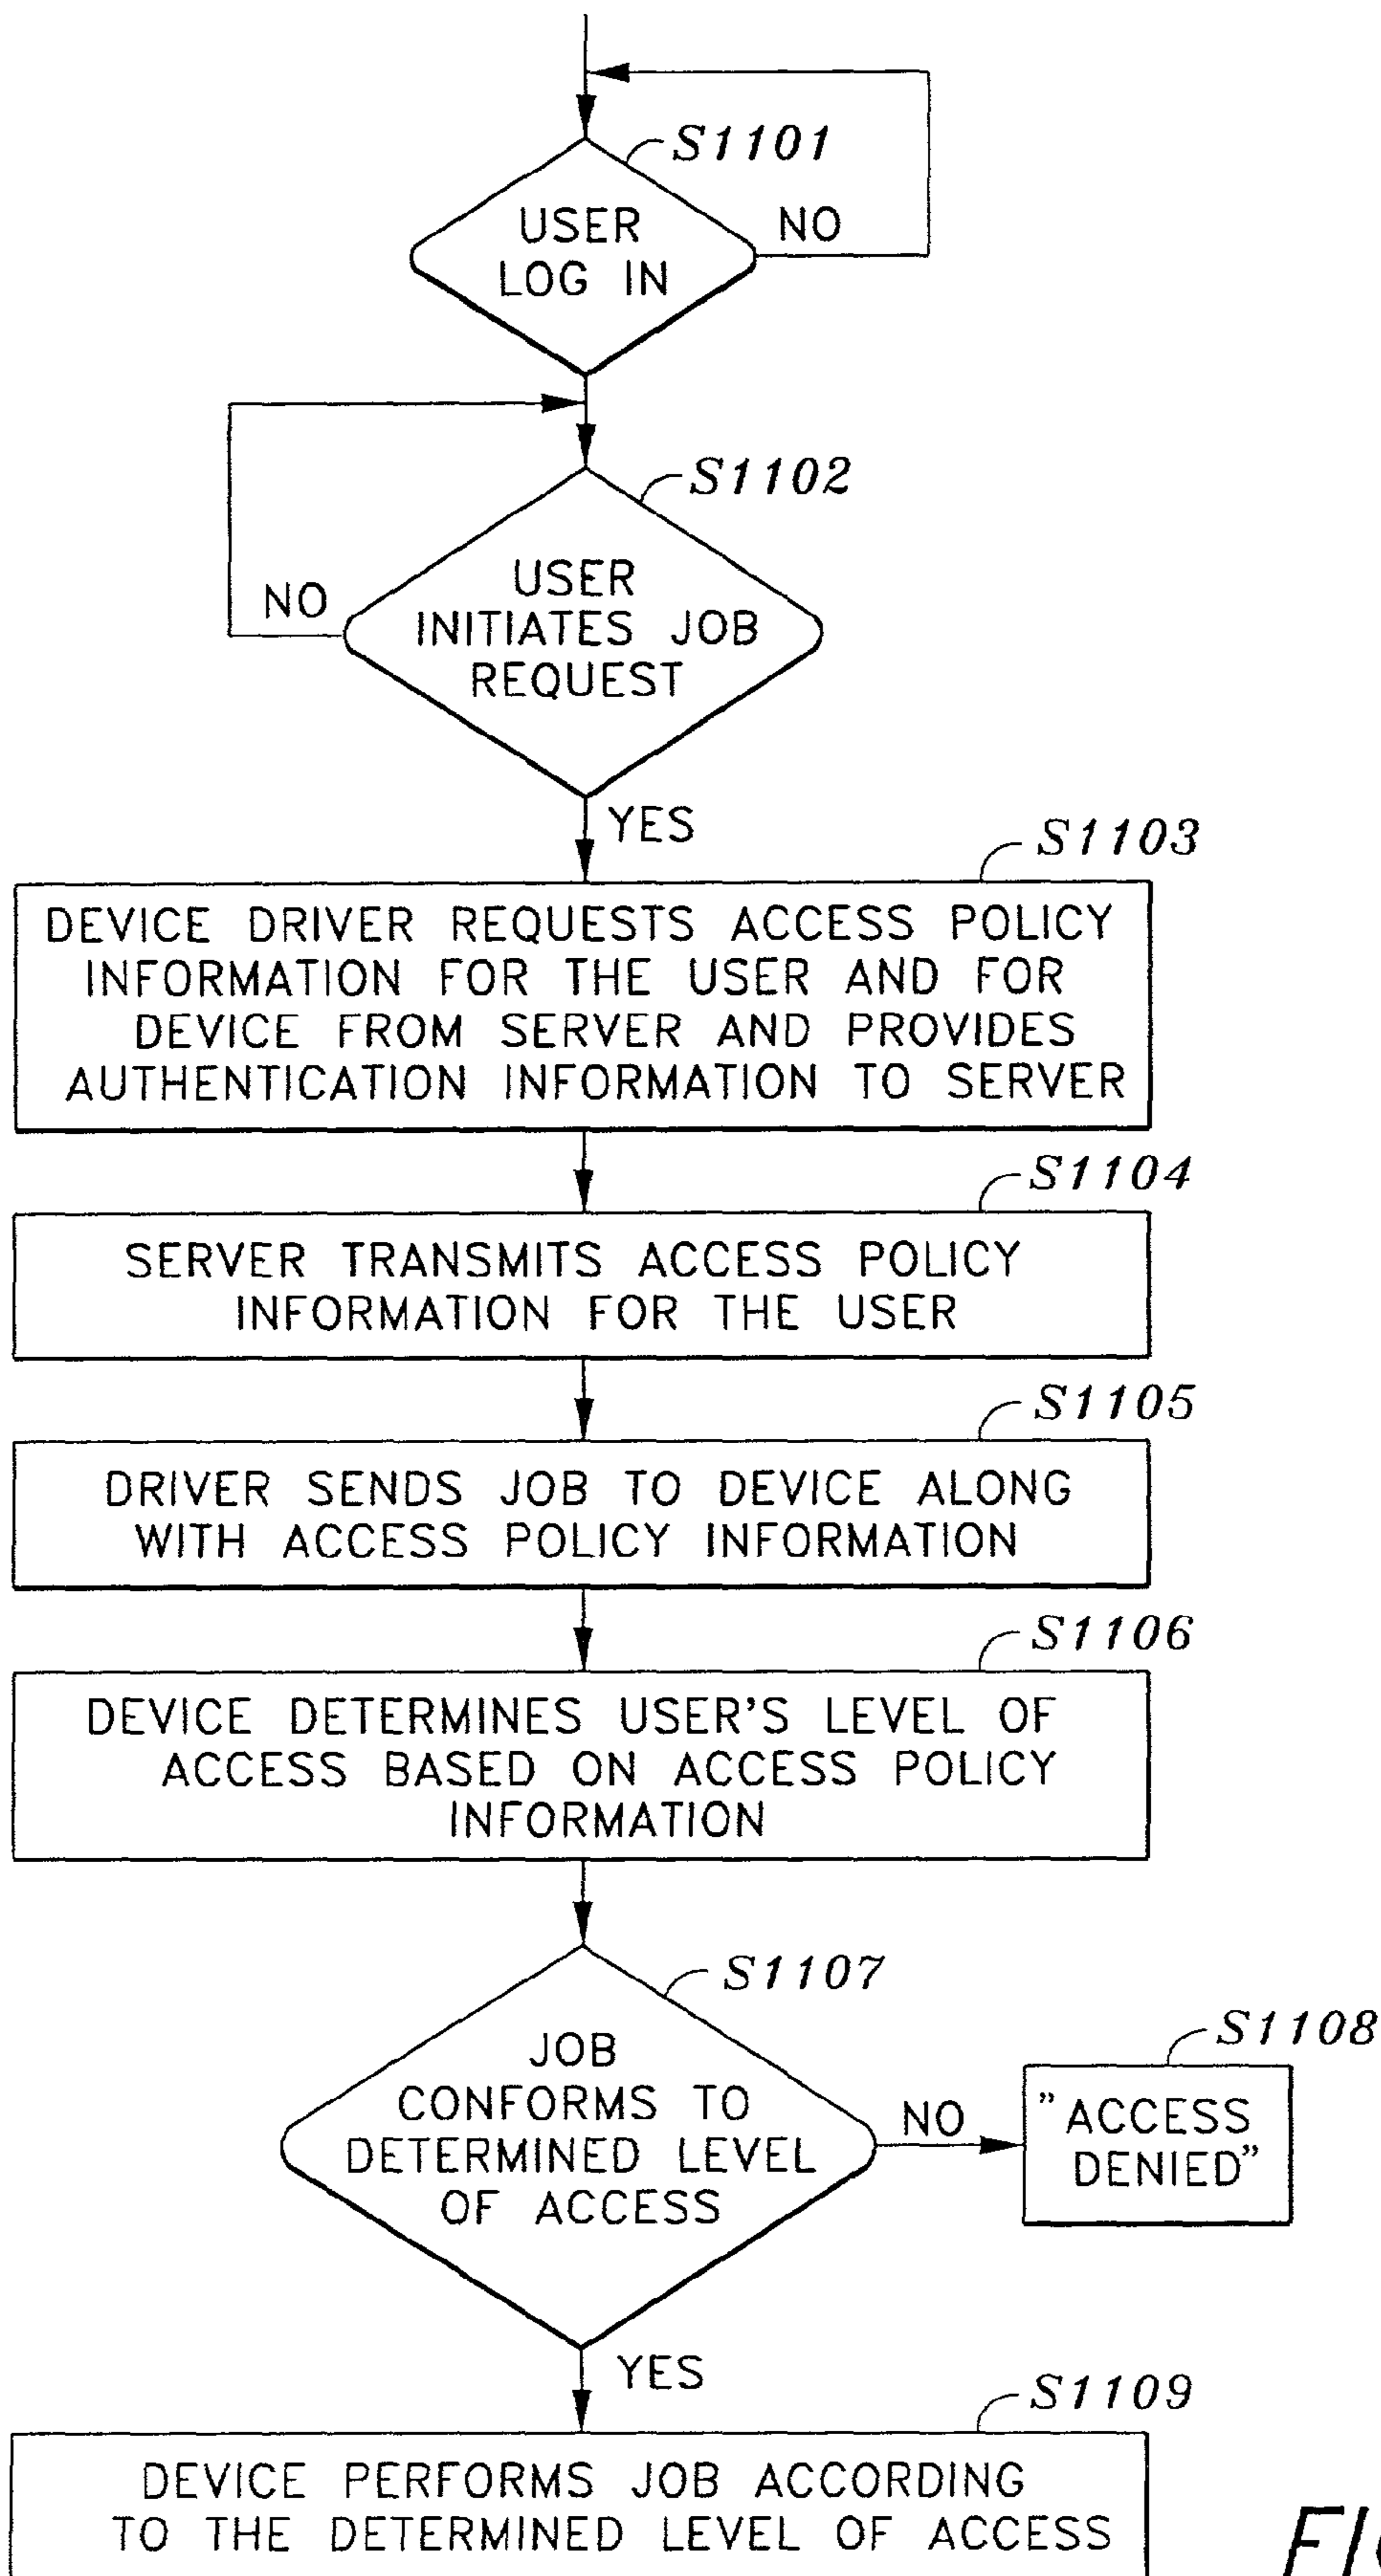 S1101
USER
LOG IN
NO
S1102
USER
INITIATES JOB
REQUEST
NO
YES
S1103
DEVICE DRIVER REQUESTS ACCESS POLICY
INFORMATION FOR THE USER AND FOR
DEVICE FROM SERVER AND PROVIDES
AUTHENTICATION INFORMATION TO SERVER
S1104
SERVER TRANSMITS ACCESS POLICY
INFORMATION FOR THE USER
S1105
DRIVER SENDS JOB TO DEVICE ALONG
WITH ACCESS POLICY INFORMATION
S1106
DEVICE DETERMINES USER'S LEVEL OF
ACCESS BASED ON ACCESS POLICY
INFORMATION
S1107
JOB
CONFORMS TO
DETERMINED LEVEL
OF ACCESS
NO
S1108
"ACCESS
DENIED"
YES
S1109
DEVICE PERFORMS JOB ACCORDING
TO THE DETERMINED LEVEL OF ACCESS